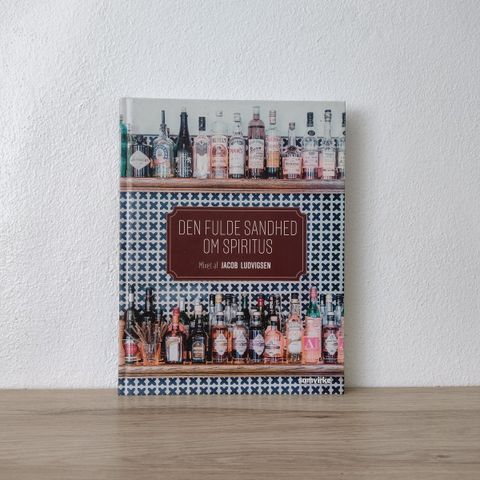 DEN FULDE SANDHED
OM SPIRITUS
Mixet af JACOB LUDVIGSEN
samvirke